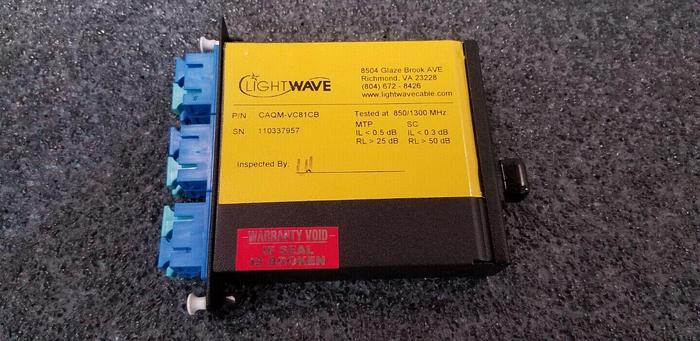 LIGHTWAVE
8504 Glaze Brook AVE
Richmond, VA 23228
(804) 672 - 8426
www.lightwavecable.com
P/N CAQM-VC81CB
SN 110337957
Tested at 850/1300 MHz
MTP SC
IL < 0.5 dB IL < 0.3 dB
RL > 25 dB RL > 50 dB
Inspected By:
WARRANTY VOID
IF SEAL
IS BROKEN